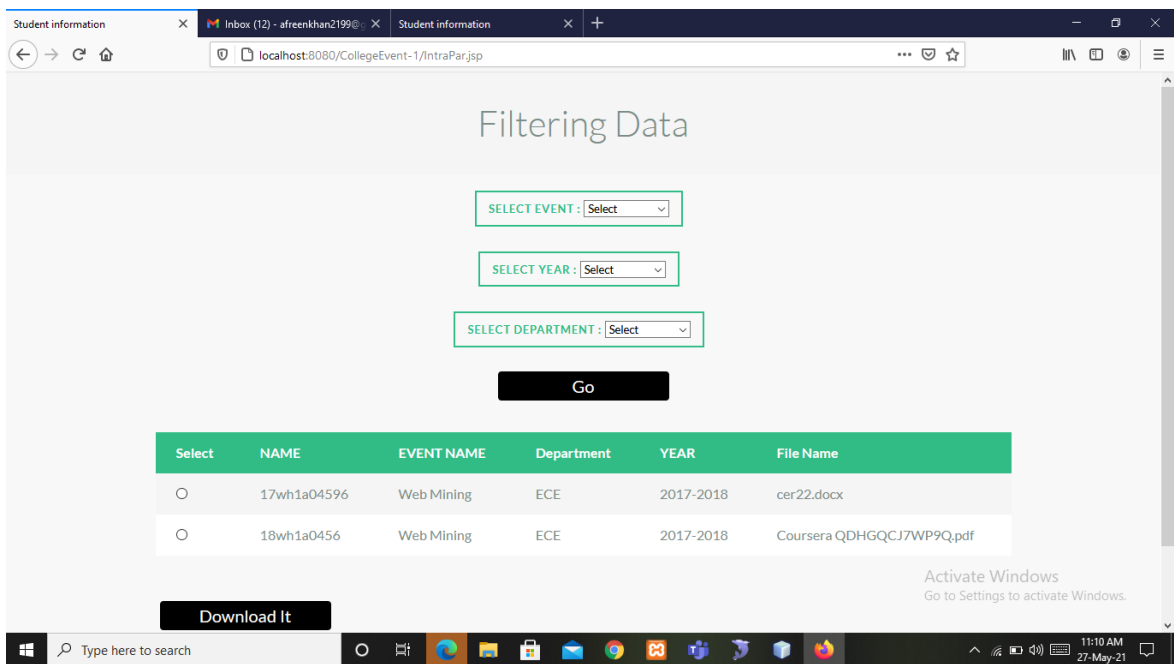 Student information
Inbox (12) - afreenkhan2199@g
Student information
localhost:8080/CollegeEvent-1/IntraPar.jsp
Filtering Data
SELECT EVENT : Select
SELECT YEAR : Select
SELECT DEPARTMENT : Select
Go
Select NAME EVENT NAME Department YEAR File Name
17wh1a04596 Web Mining ECE 2017-2018 cer22.docx
18wh1a0456 Web Mining ECE 2017-2018 Coursera QDHGQCJ7WP9Q.pdf
Activate Windows
Go to Settings to activate Windows.
Download It
Type here to search
11:10 AM
27-May-21